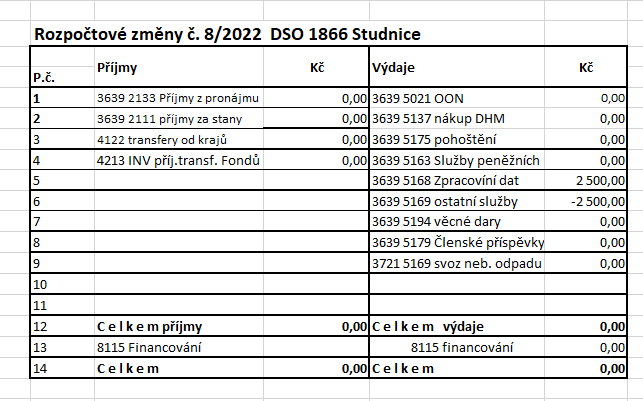 Rozpočtové změny č. 8/2022 DSO 1866 Studnice
P.č. Příjmy Kč Výdaje Kč
1 3639 2133 Příjmy z pronájmu 0,00 3639 5021 OON 0,00
2 3639 2111 příjmy za stany 0,00 3639 5137 nákup DHM 0,00
3 4122 transfery od krajů 0,00 3639 5175 pohoštění 0,00
4 4213 INV příj.transf. Fondů 0,00 3639 5163 Služby peněžních 0,00
5 3639 5168 Zpracovíní dat 2 500,00
6 3639 5169 ostatní služby -2 500,00
7 3639 5194 věcné dary 0,00
8 3639 5179 Členské příspěvky 0,00
9 3721 5169 svoz neb. odpadu 0,00
10
11
12 C e l k e m příjmy 0,00 C e l k e m výdaje 0,00
13 8115 Financování 8115 financování 0,00
14 C e l k e m 0,00 C e l k e m 0,00